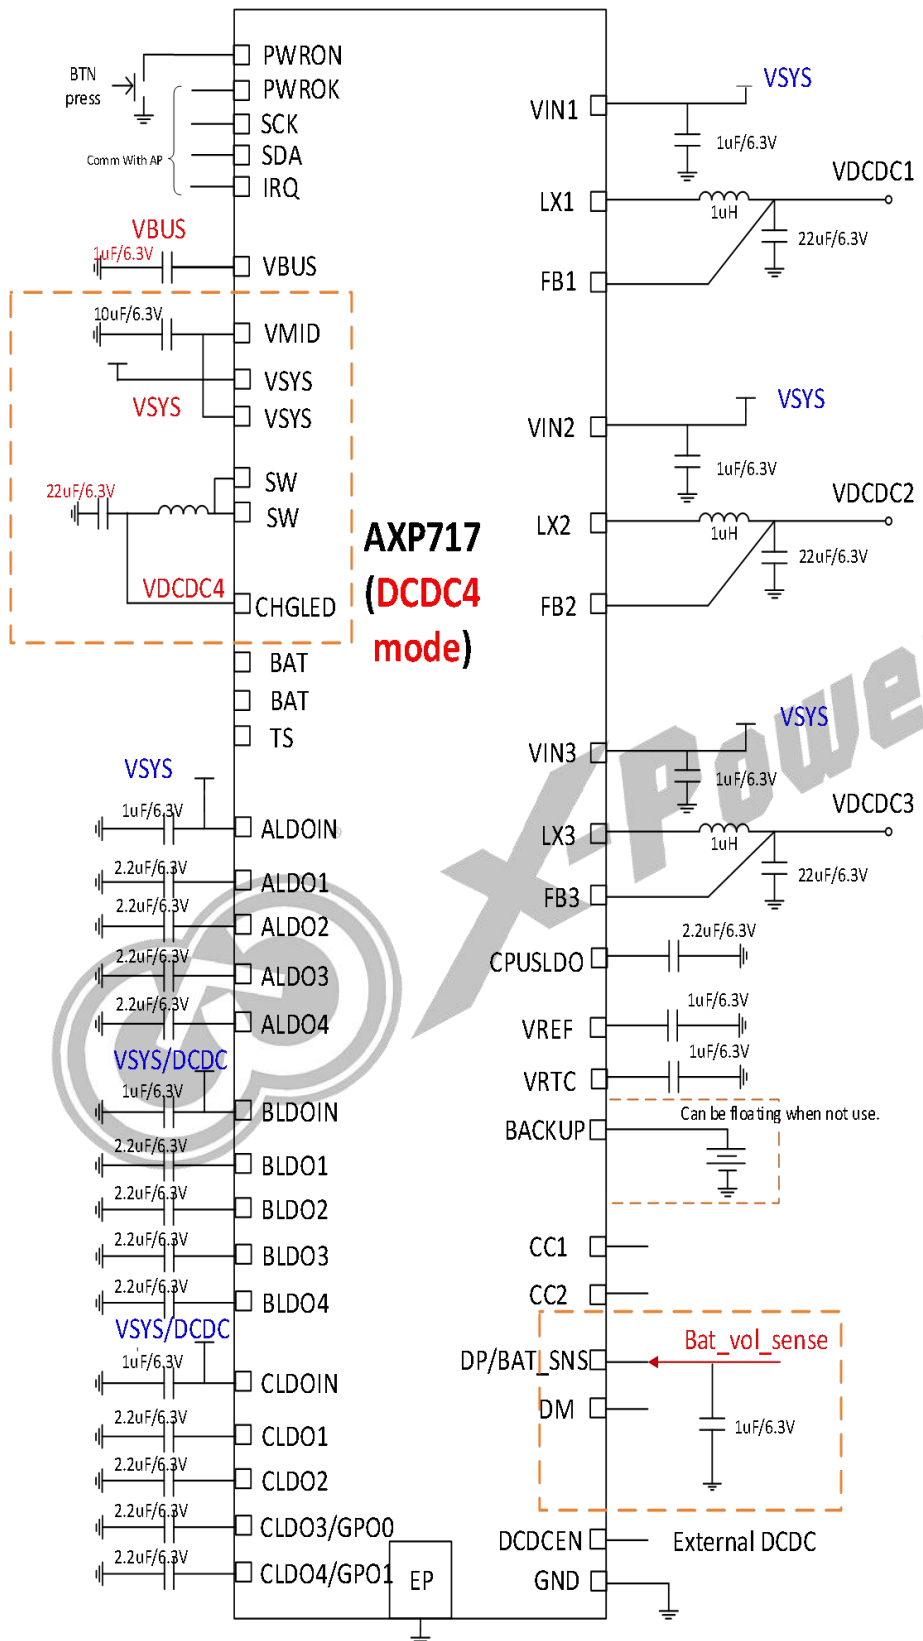 PWRON
BTN
press
PWROK
SCK
Comm With AP
SDA
IRQ
VBUS
1uF/6.3V
VBUS
10uF/6.3V
VMID
VSYS
VSYS
VSYS
SW
22uF/6.3V
SW
VDCDC4
CHGLED
BAT
BAT
TS
VSYS
1uF/6.3V
ALDOIN
2.2uF/6.3V
ALDO1
2.2uF/6.3V
ALDO2
2.2uF/6.3V
ALDO3
2.2uF/6.3V
ALDO4
VSYS/DCDC
1uF/6.3V
BLDOIN
2.2uF/6.3V
BLDO1
2.2uF/6.3V
BLDO2
2.2uF/6.3V
BLDO3
2.2uF/6.3V
BLDO4
VSYS/DCDC
1uF/6.3V
CLDOIN
2.2uF/6.3V
CLDO1
2.2uF/6.3V
CLDO2
2.2uF/6.3V
CLDO3/GPO0
2.2uF/6.3V
CLDO4/GPO1
EP
AXP717
(DCDC4
mode)
VSYS
VIN1
1uF/6.3V
VDCDC1
LX1
1uH
22uF/6.3V
FB1
VSYS
VIN2
1uF/6.3V
VDCDC2
LX2
1uH
22uF/6.3V
FB2
VSYS
VIN3
1uF/6.3V
VDCDC3
LX3
1uH
22uF/6.3V
FB3
2.2uF/6.3V
CPUSLDO
1uF/6.3V
VREF
1uF/6.3V
VRTC
Can be floating when not use.
BACKUP
CC1
CC2
Bat_vol_sense
DP/BAT_SNS
DM
1uF/6.3V
DCDCEN
External DCDC
GND
X-Powe